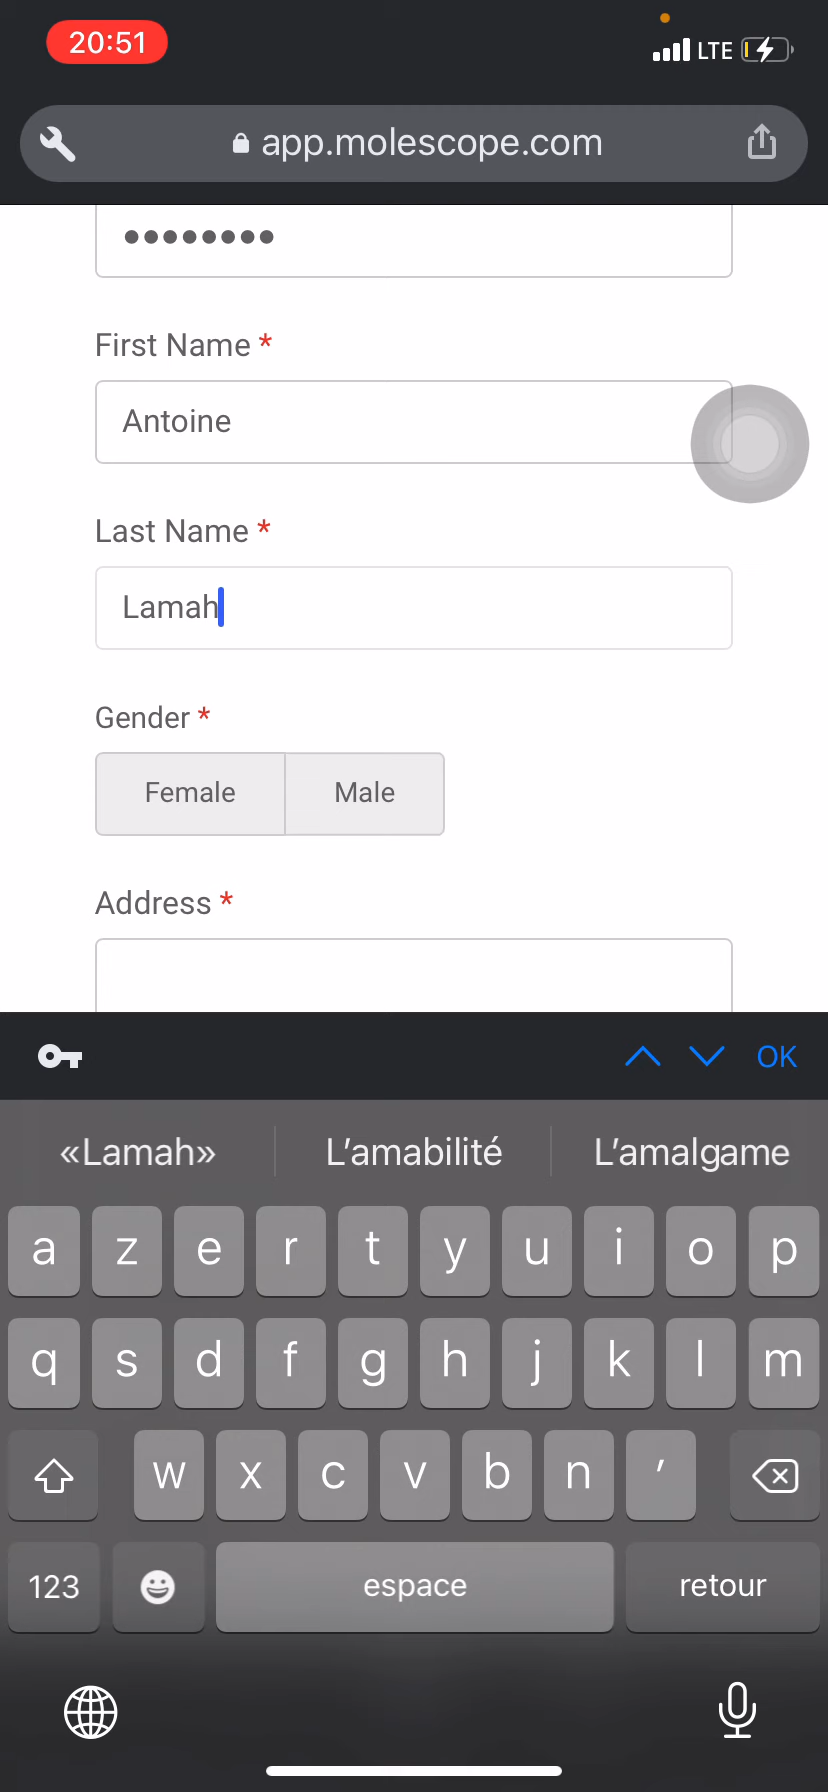 20:51
LTE
app.molescope.com
••••••••
First Name *
Antoine
Last Name *
Lamah
Gender *
Female Male
Address *
OK
«Lamah» L'amabilité L'amalgame
a z e r t y u i o p
q s d f g h j k l m
w x c v b n ′
123 espace retour